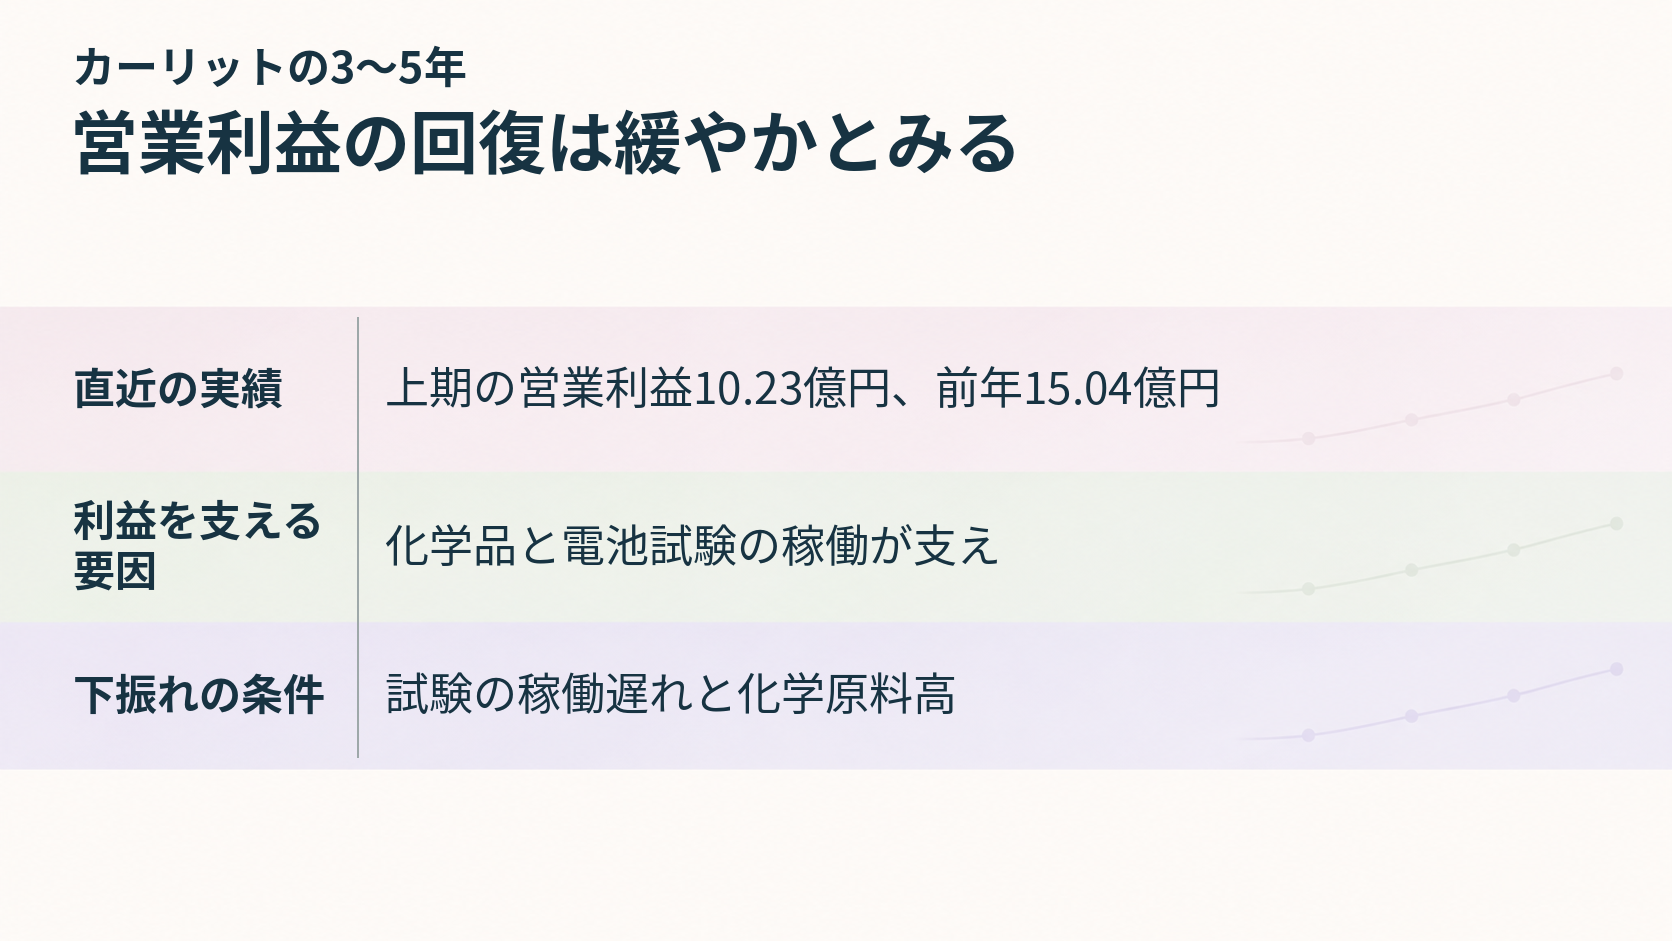 カーリットの3〜5年
営業利益の回復は緩やかとみる
直近の実績
上期の営業利益10.23億円、前年15.04億円
利益を支える
要因
化学品と電池試験の稼働が支え
下振れの条件
試験の稼働遅れと化学原料高